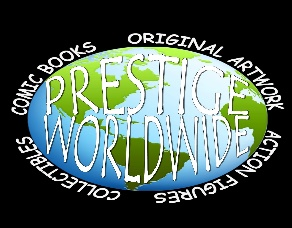 COMIC BOOKS
ORIGINAL ARTWORK
PRESTIGE
WORLDWIDE
COLLECTIBLES
ACTION FIGURES